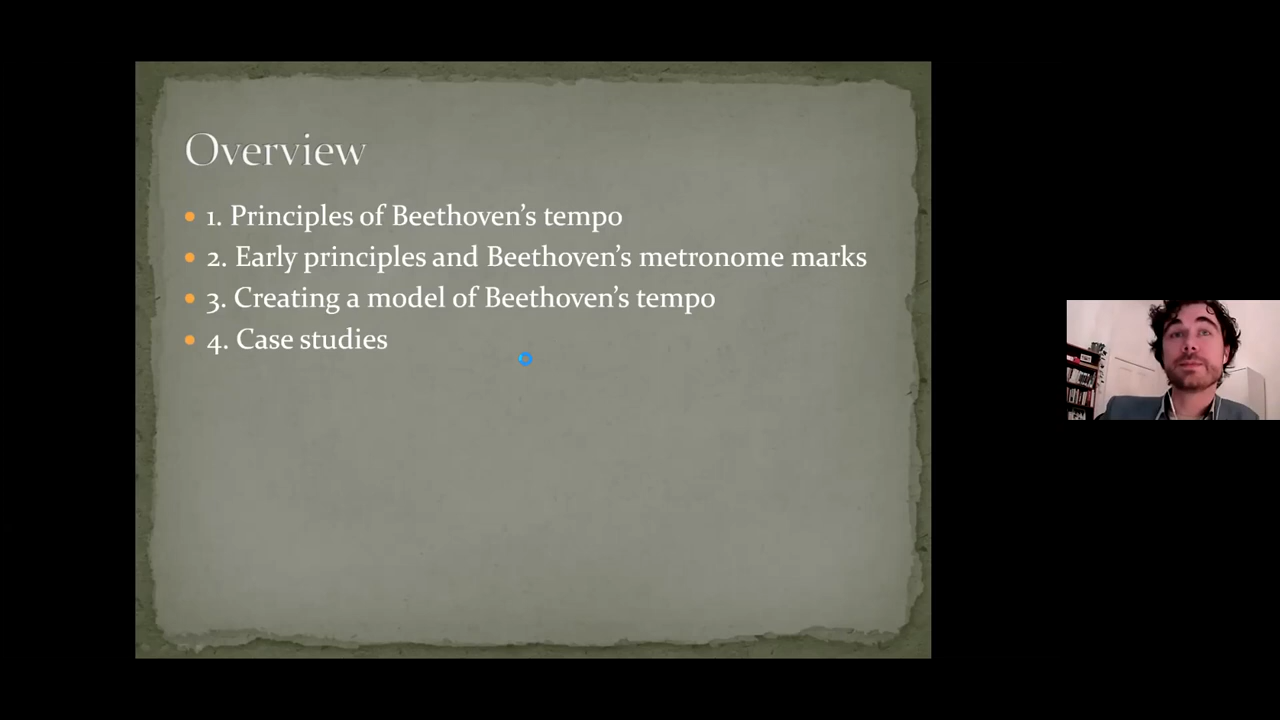 Overview
1. Principles of Beethoven’s tempo
2. Early principles and Beethoven’s metronome marks
3. Creating a model of Beethoven’s tempo
4. Case studies